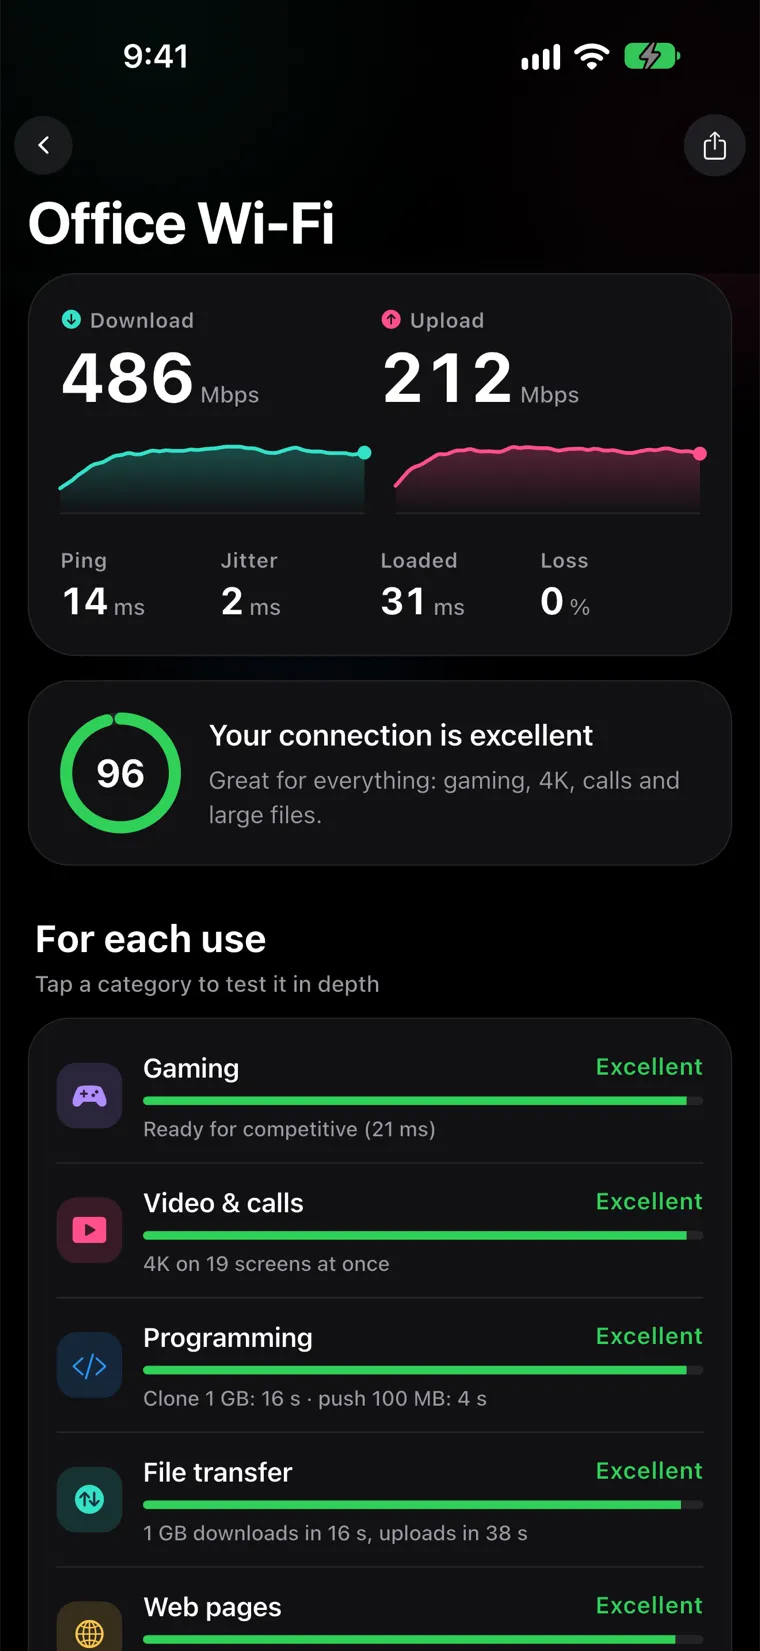 9:41
Office Wi-Fi
Download
Upload
486 Mbps
212 Mbps
Ping
Jitter
Loaded
Loss
14 ms
2 ms
31 ms
0 %
96
Your connection is excellent
Great for everything: gaming, 4K, calls and
large files.
For each use
Tap a category to test it in depth
Gaming
Excellent
Ready for competitive (21 ms)
Video & calls
Excellent
4K on 19 screens at once
Programming
Excellent
Clone 1 GB: 16 s · push 100 MB: 4 s
File transfer
Excellent
1 GB downloads in 16 s, uploads in 38 s
Web pages
Excellent